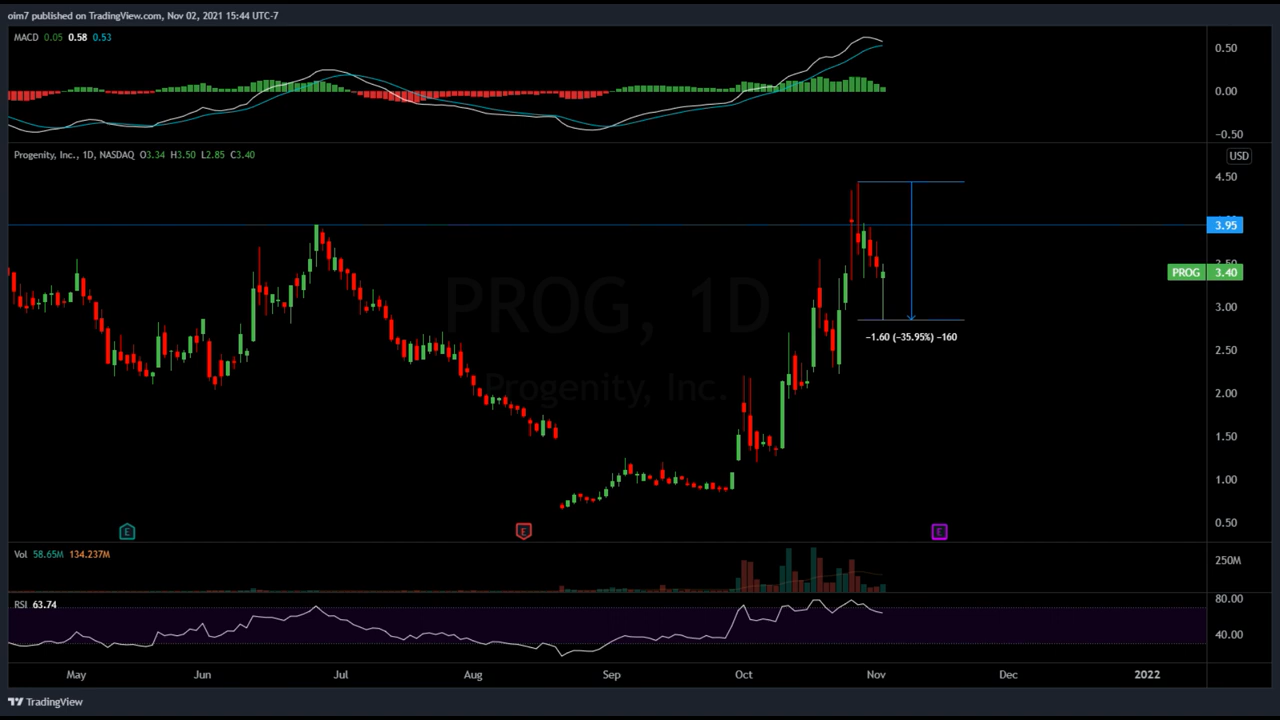 oim7 published on TradingView.com, Nov 02, 2021 15:44 UTC-7
MACD 0.05 0.58 0.53
0.50
0.00
−0.50
Progenity, Inc., 1D, NASDAQ O3.34 H3.50 L2.85 C3.40
USD
4.50
3.95
3.50
PROG 3.40
3.00
2.50
2.00
1.50
1.00
0.50
PROG, 1D
Progenity, Inc.
−1.60 (−35.95%) −160
E E E
Vol 58.65M 134.237M
250M
RSI 63.74
80.00
40.00
May Jun Jul Aug Sep Oct Nov Dec 2022
TradingView